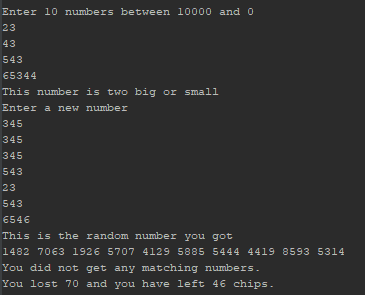 Enter 10 numbers between 10000 and 0
23
43
543
65344
This number is two big or small
Enter a new number
345
345
345
543
23
543
6546
This is the random number you got
1482 7063 1926 5707 4129 5885 5444 4419 8593 5314
You did not get any matching numbers.
You lost 70 and you have left 46 chips.